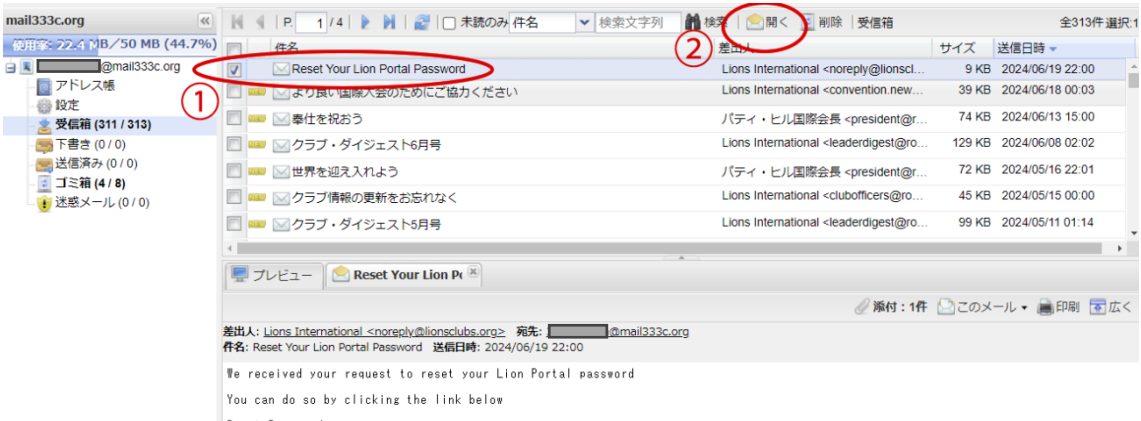 mail333c.org
P. 1 / 4 未読のみ 件名 検索文字列 検索 開く 削除 受信箱 全313件 選択:1
使用率: 22.4 MB／50 MB (44.7%)
@mail333c.org
アドレス帳
設定
受信箱 (311 / 313)
下書き (0 / 0)
送信済み (0 / 0)
ゴミ箱 (4 / 8)
迷惑メール (0 / 0)
①
②
件名 差出人 サイズ 送信日時
Reset Your Lion Portal Password Lions International <noreply@lionscl... 9 KB 2024/06/19 22:00
より良い国際大会のためにご協力ください Lions International <convention.new... 39 KB 2024/06/18 00:03
奉仕を祝おう パティ・ヒル国際会長 <president@r... 74 KB 2024/06/13 15:00
クラブ・ダイジェスト6月号 Lions International <leaderdigest@ro... 129 KB 2024/06/08 02:02
世界を迎え入れよう パティ・ヒル国際会長 <president@r... 72 KB 2024/05/16 22:01
クラブ情報の更新をお忘れなく Lions International <clubofficers@ro... 45 KB 2024/05/15 00:00
クラブ・ダイジェスト5月号 Lions International <leaderdigest@ro... 99 KB 2024/05/11 01:14
プレビュー Reset Your Lion Po
添付：1件 このメール 印刷 広く
差出人: Lions International <noreply@lionsclubs.org> 宛先: @mail333c.org
件名: Reset Your Lion Portal Password 送信日時: 2024/06/19 22:00
We received your request to reset your Lion Portal password
You can do so by clicking the link below